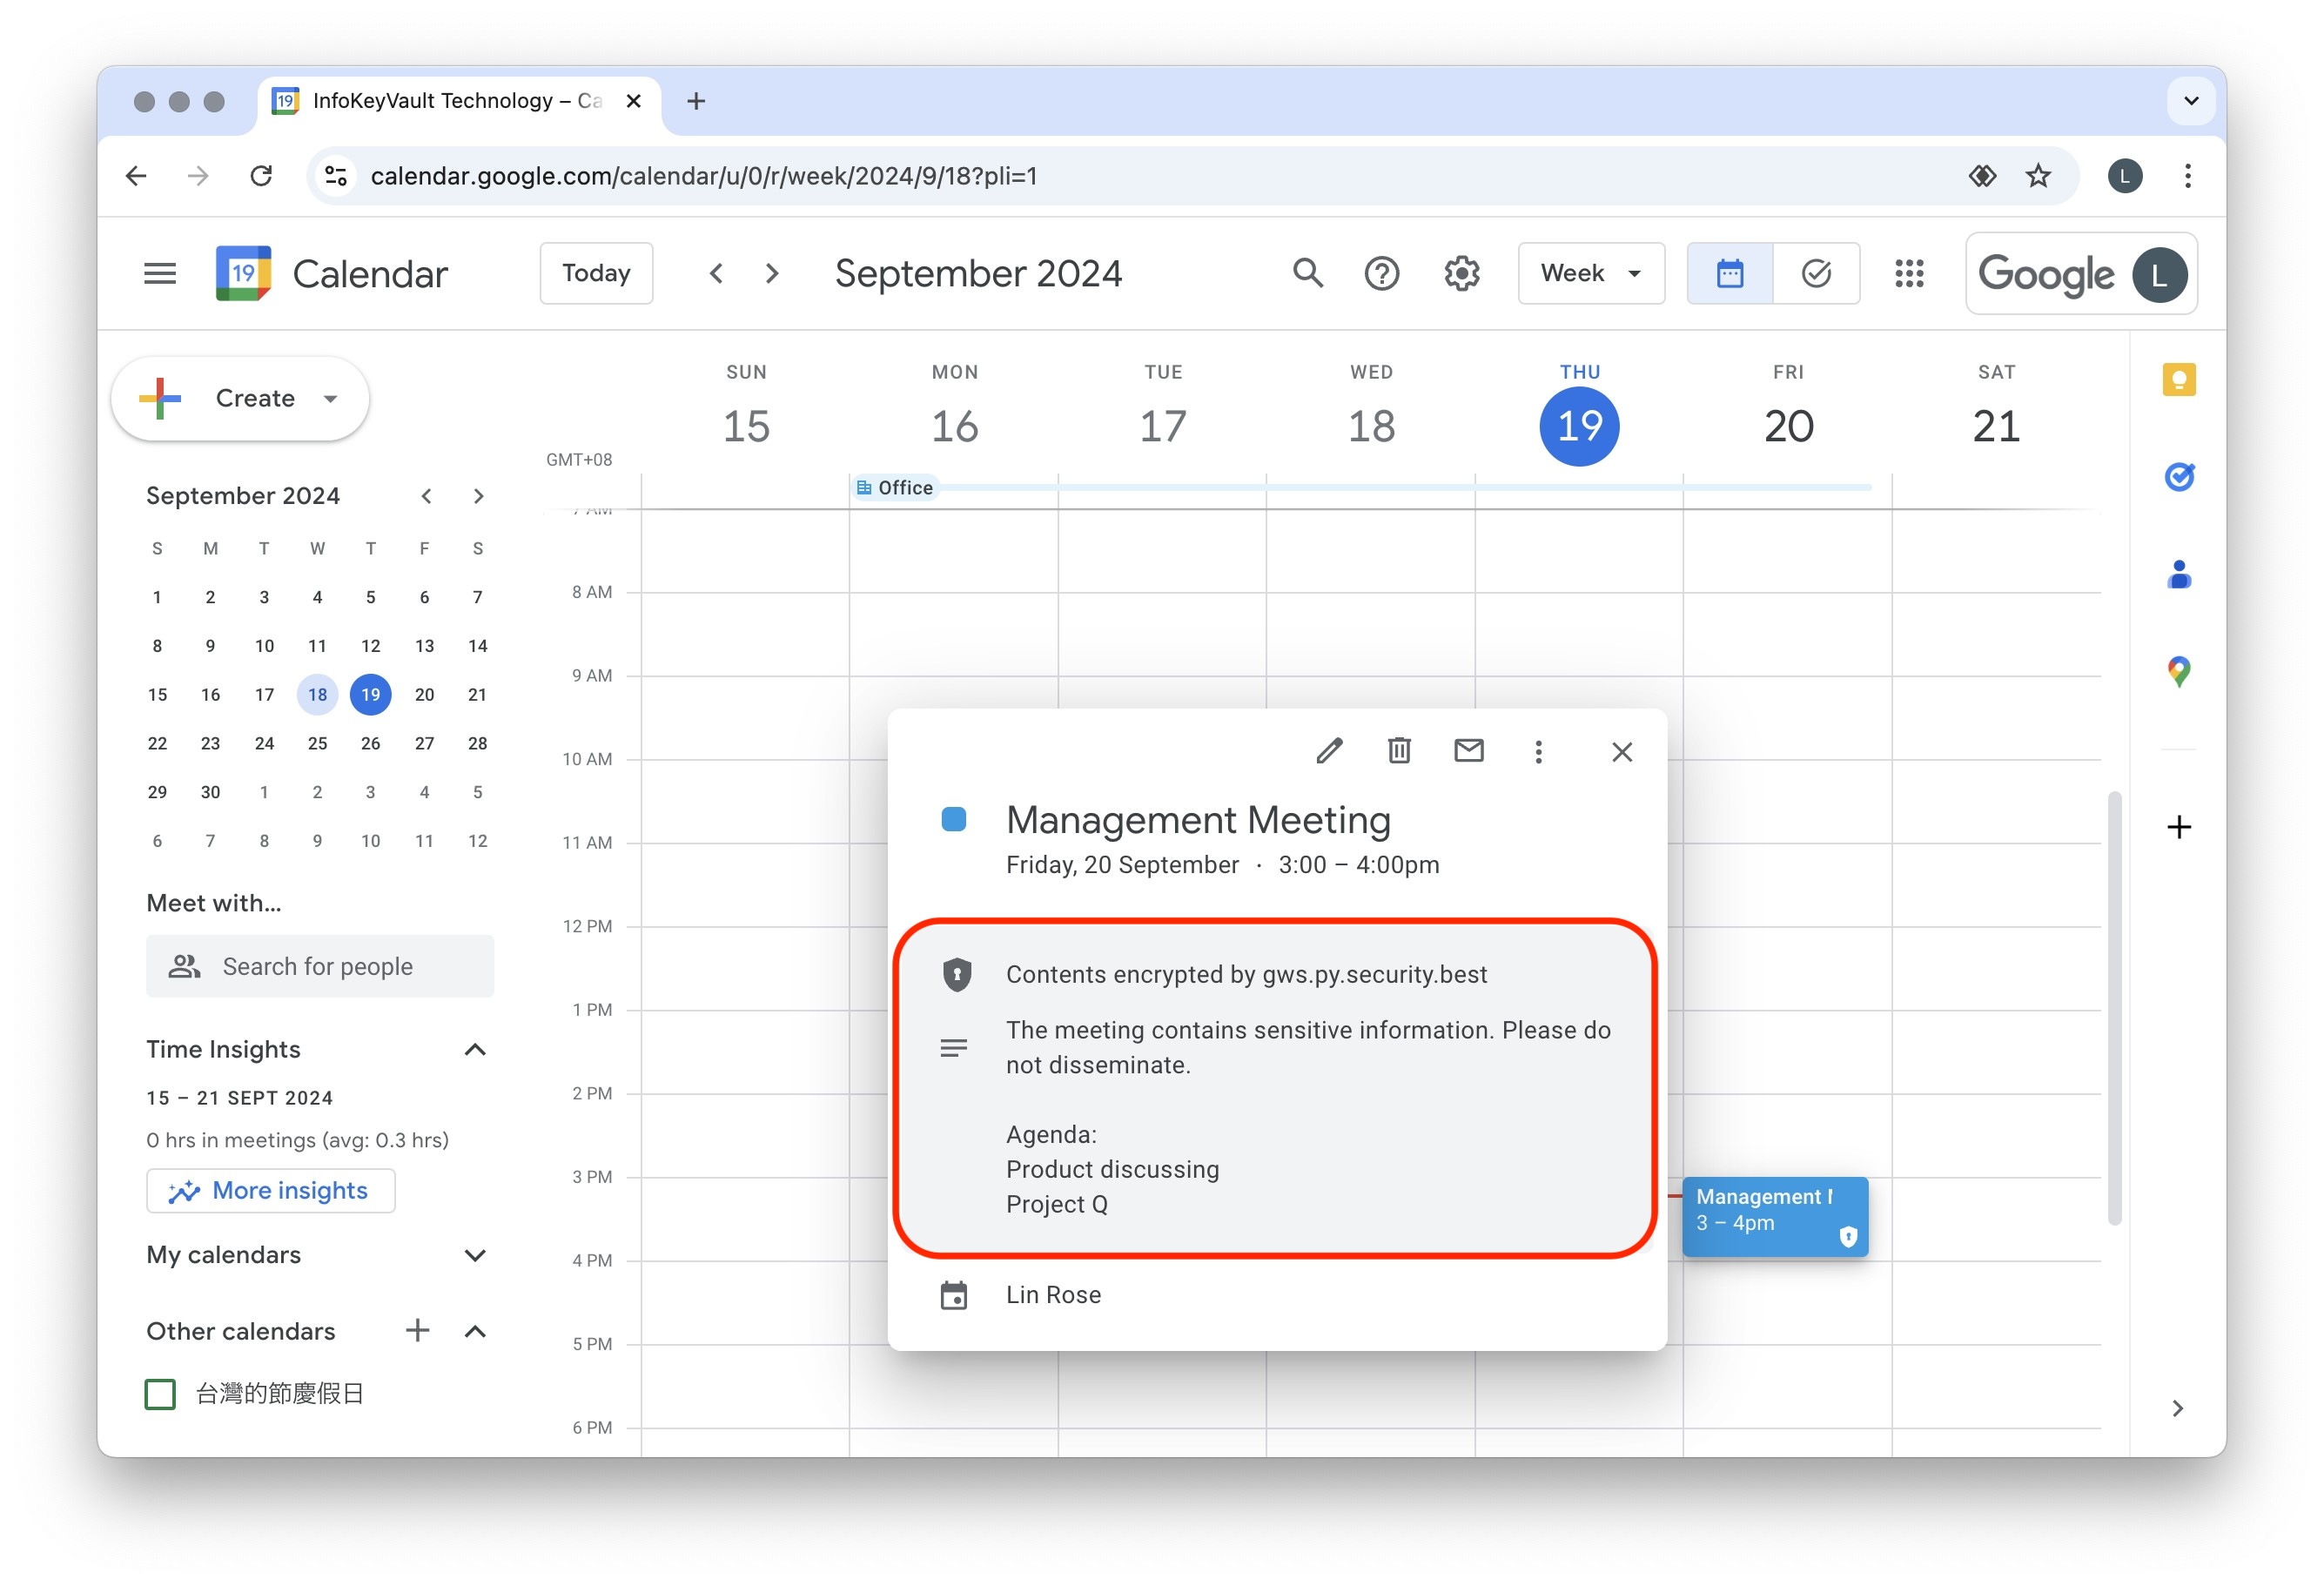 19 InfoKeyVault Technology – Ca
calendar.google.com/calendar/u/0/r/week/2024/9/18?pli=1
L
19 Calendar
Today
September 2024
Week
Google L
Create
SUN MON TUE WED THU FRI SAT
15 16 17 18 19 20 21
GMT+08
Office
September 2024
S M T W T F S
1 2 3 4 5 6 7
8 9 10 11 12 13 14
15 16 17 18 19 20 21
22 23 24 25 26 27 28
29 30 1 2 3 4 5
6 7 8 9 10 11 12
Meet with...
Search for people
Time Insights
15 – 21 SEPT 2024
0 hrs in meetings (avg: 0.3 hrs)
More insights
My calendars
Other calendars
台灣的節慶假日
7 AM
8 AM
9 AM
10 AM
11 AM
12 PM
1 PM
2 PM
3 PM
4 PM
5 PM
6 PM
Management Meeting
Friday, 20 September · 3:00 – 4:00pm
Contents encrypted by gws.py.security.best
The meeting contains sensitive information. Please do
not disseminate.
Agenda:
Product discussing
Project Q
Lin Rose
Management
3 – 4pm